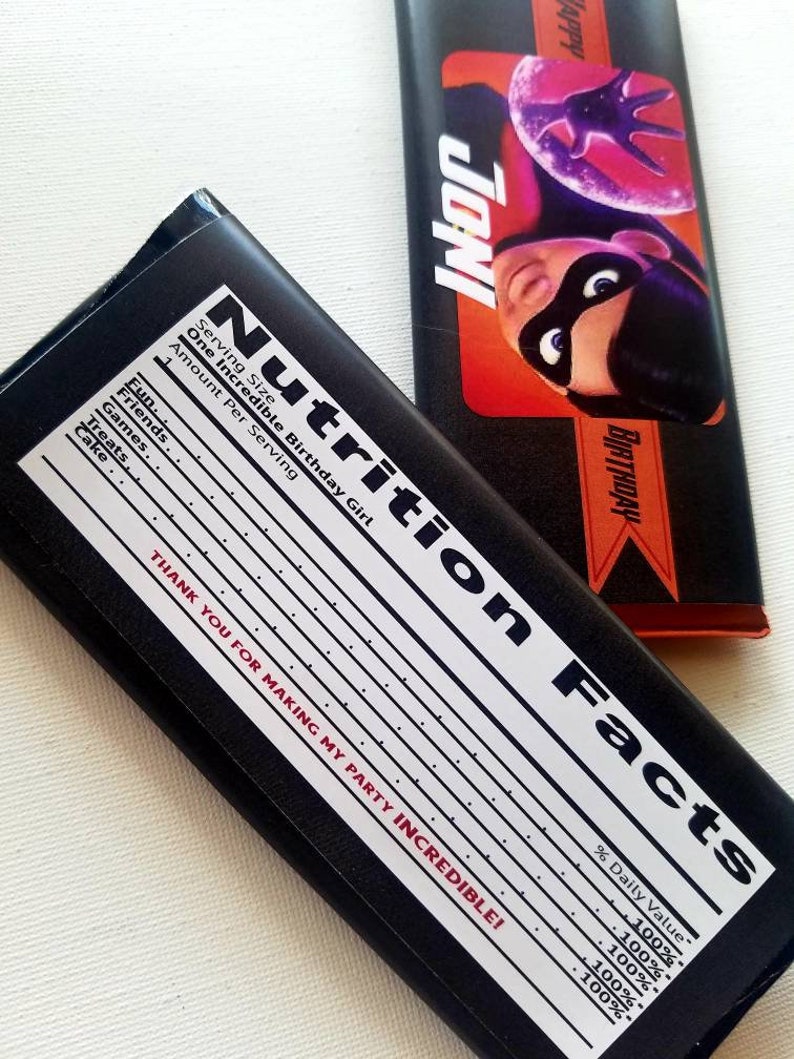 Happy
JONI
BIRTHDAY
Nutrition Facts
Serving Size
One Incredible Birthday Girl
Amount Per Serving
1
% Daily Value*
Fun. . . . . . . . . . 100%*
Friends . . . . . . . . . . 100%*
Games . . . . . . . . . . 100%*
Treats. . . . . . . . . . 100%*
Cake . . . . . . . . . . 100%*
THANK YOU FOR MAKING MY PARTY INCREDIBLE!